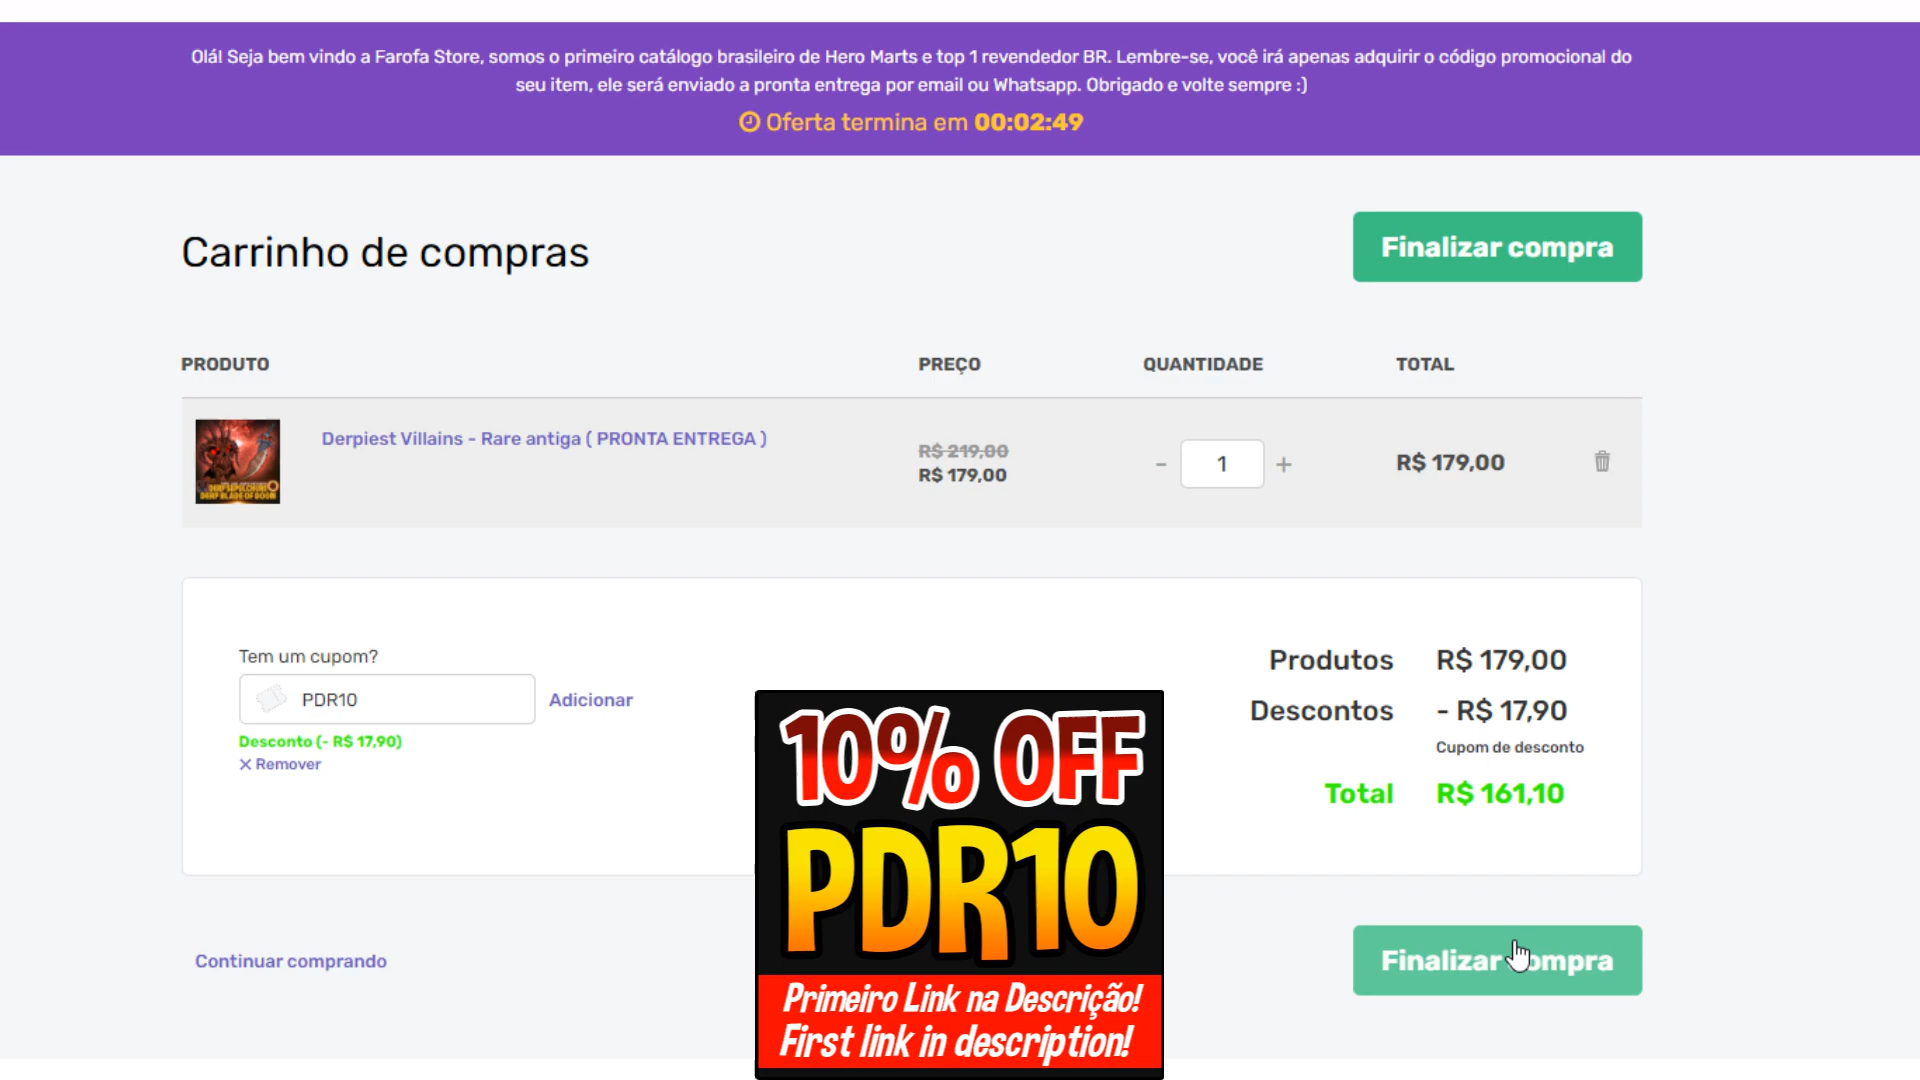 Olá! Seja bem vindo a Farofa Store, somos o primeiro catálogo brasileiro de Hero Marts e top 1 revendedor BR. Lembre-se, você irá apenas adquirir o código promocional do
seu item, ele será enviado a pronta entrega por email ou Whatsapp. Obrigado e volte sempre :)
Oferta termina em 00:02:49
Carrinho de compras
Finalizar compra
PRODUTO PREÇO QUANTIDADE TOTAL
Derpiest Villains - Rare antiga ( PRONTA ENTREGA )
R$ 219,00
R$ 179,00
- 1 +
R$ 179,00
DERP BLADE OF DOOM
Tem um cupom?
PDR10
Adicionar
Desconto (- R$ 17,90)
× Remover
Produtos R$ 179,00
Descontos - R$ 17,90
Cupom de desconto
Total R$ 161,10
10% OFF
PDR10
Primeiro Link na Descrição!
First link in description!
Continuar comprando
Finalizar ompra